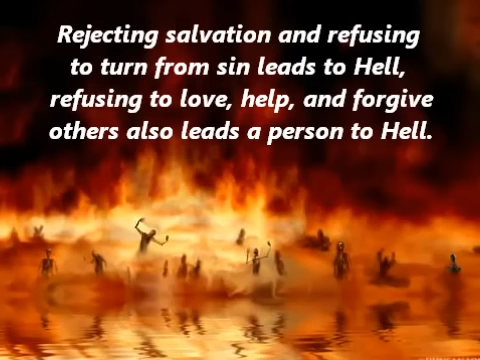 Rejecting salvation and refusing
to turn from sin leads to Hell,
refusing to love, help, and forgive
others also leads a person to Hell.